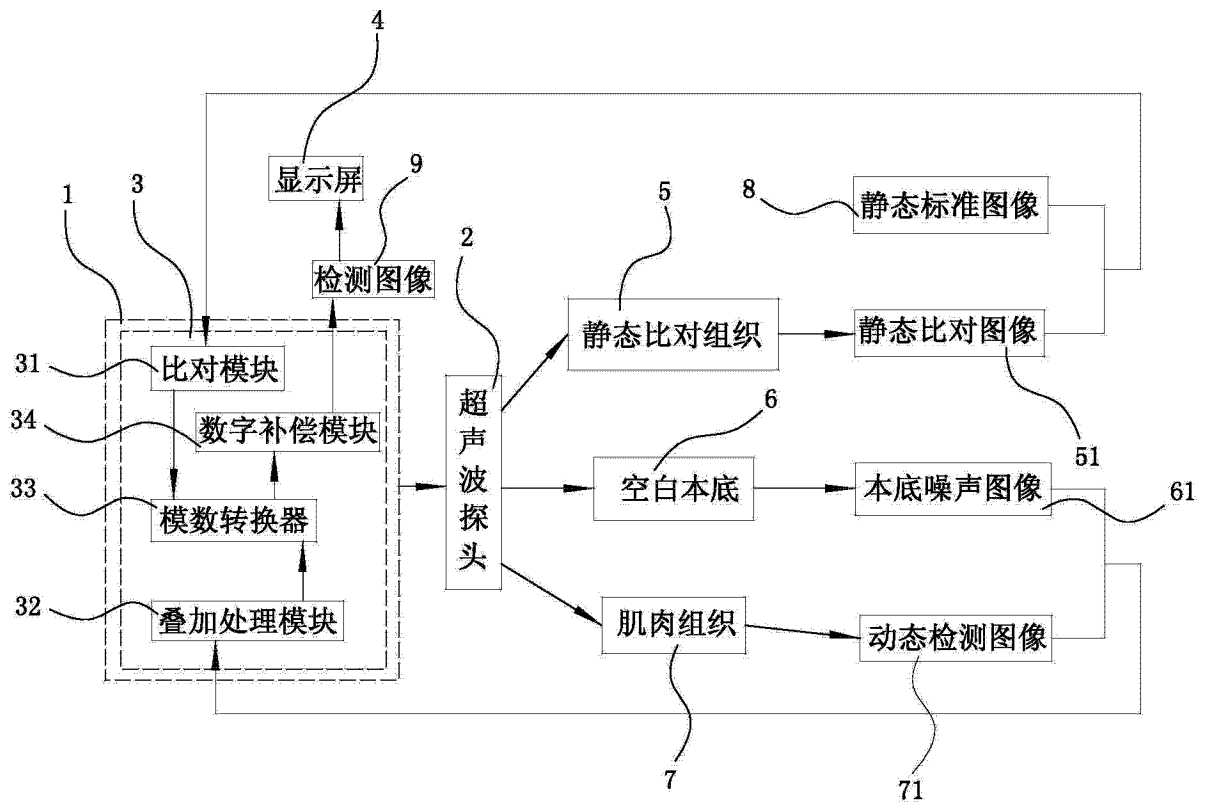 4
显示屏
9
1
3
2
5
8
静态标准图像
检测图像
静态比对组织
静态比对图像
31
比对模块
34
数字补偿模块
超声波探头
6
51
33
模数转换器
空白本底
本底噪声图像
61
32
叠加处理模块
肌肉组织
动态检测图像
7
71